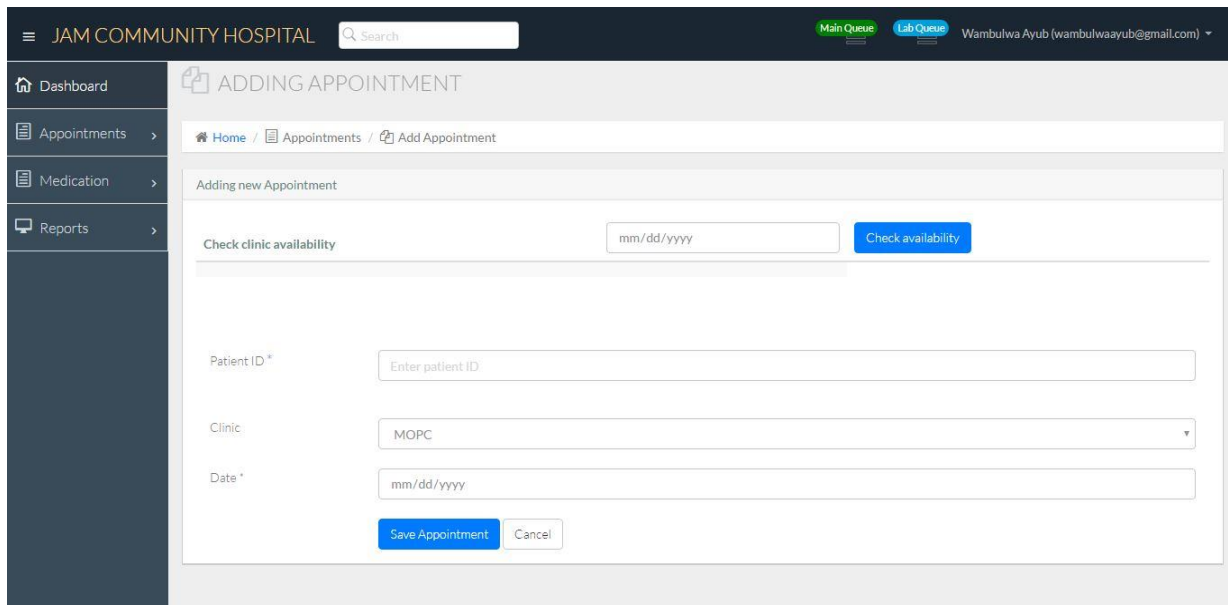 JAM COMMUNITY HOSPITAL Search Main Queue Lab Queue Wambulwa Ayub (wambulwaayub@gmail.com)
Dashboard
Appointments
Medication
Reports
ADDING APPOINTMENT
Home / Appointments / Add Appointment
Adding new Appointment
Check clinic availability mm/dd/yyyy Check availability
Patient ID * Enter patient ID
Clinic MOPC
Date * mm/dd/yyyy
Save Appointment Cancel